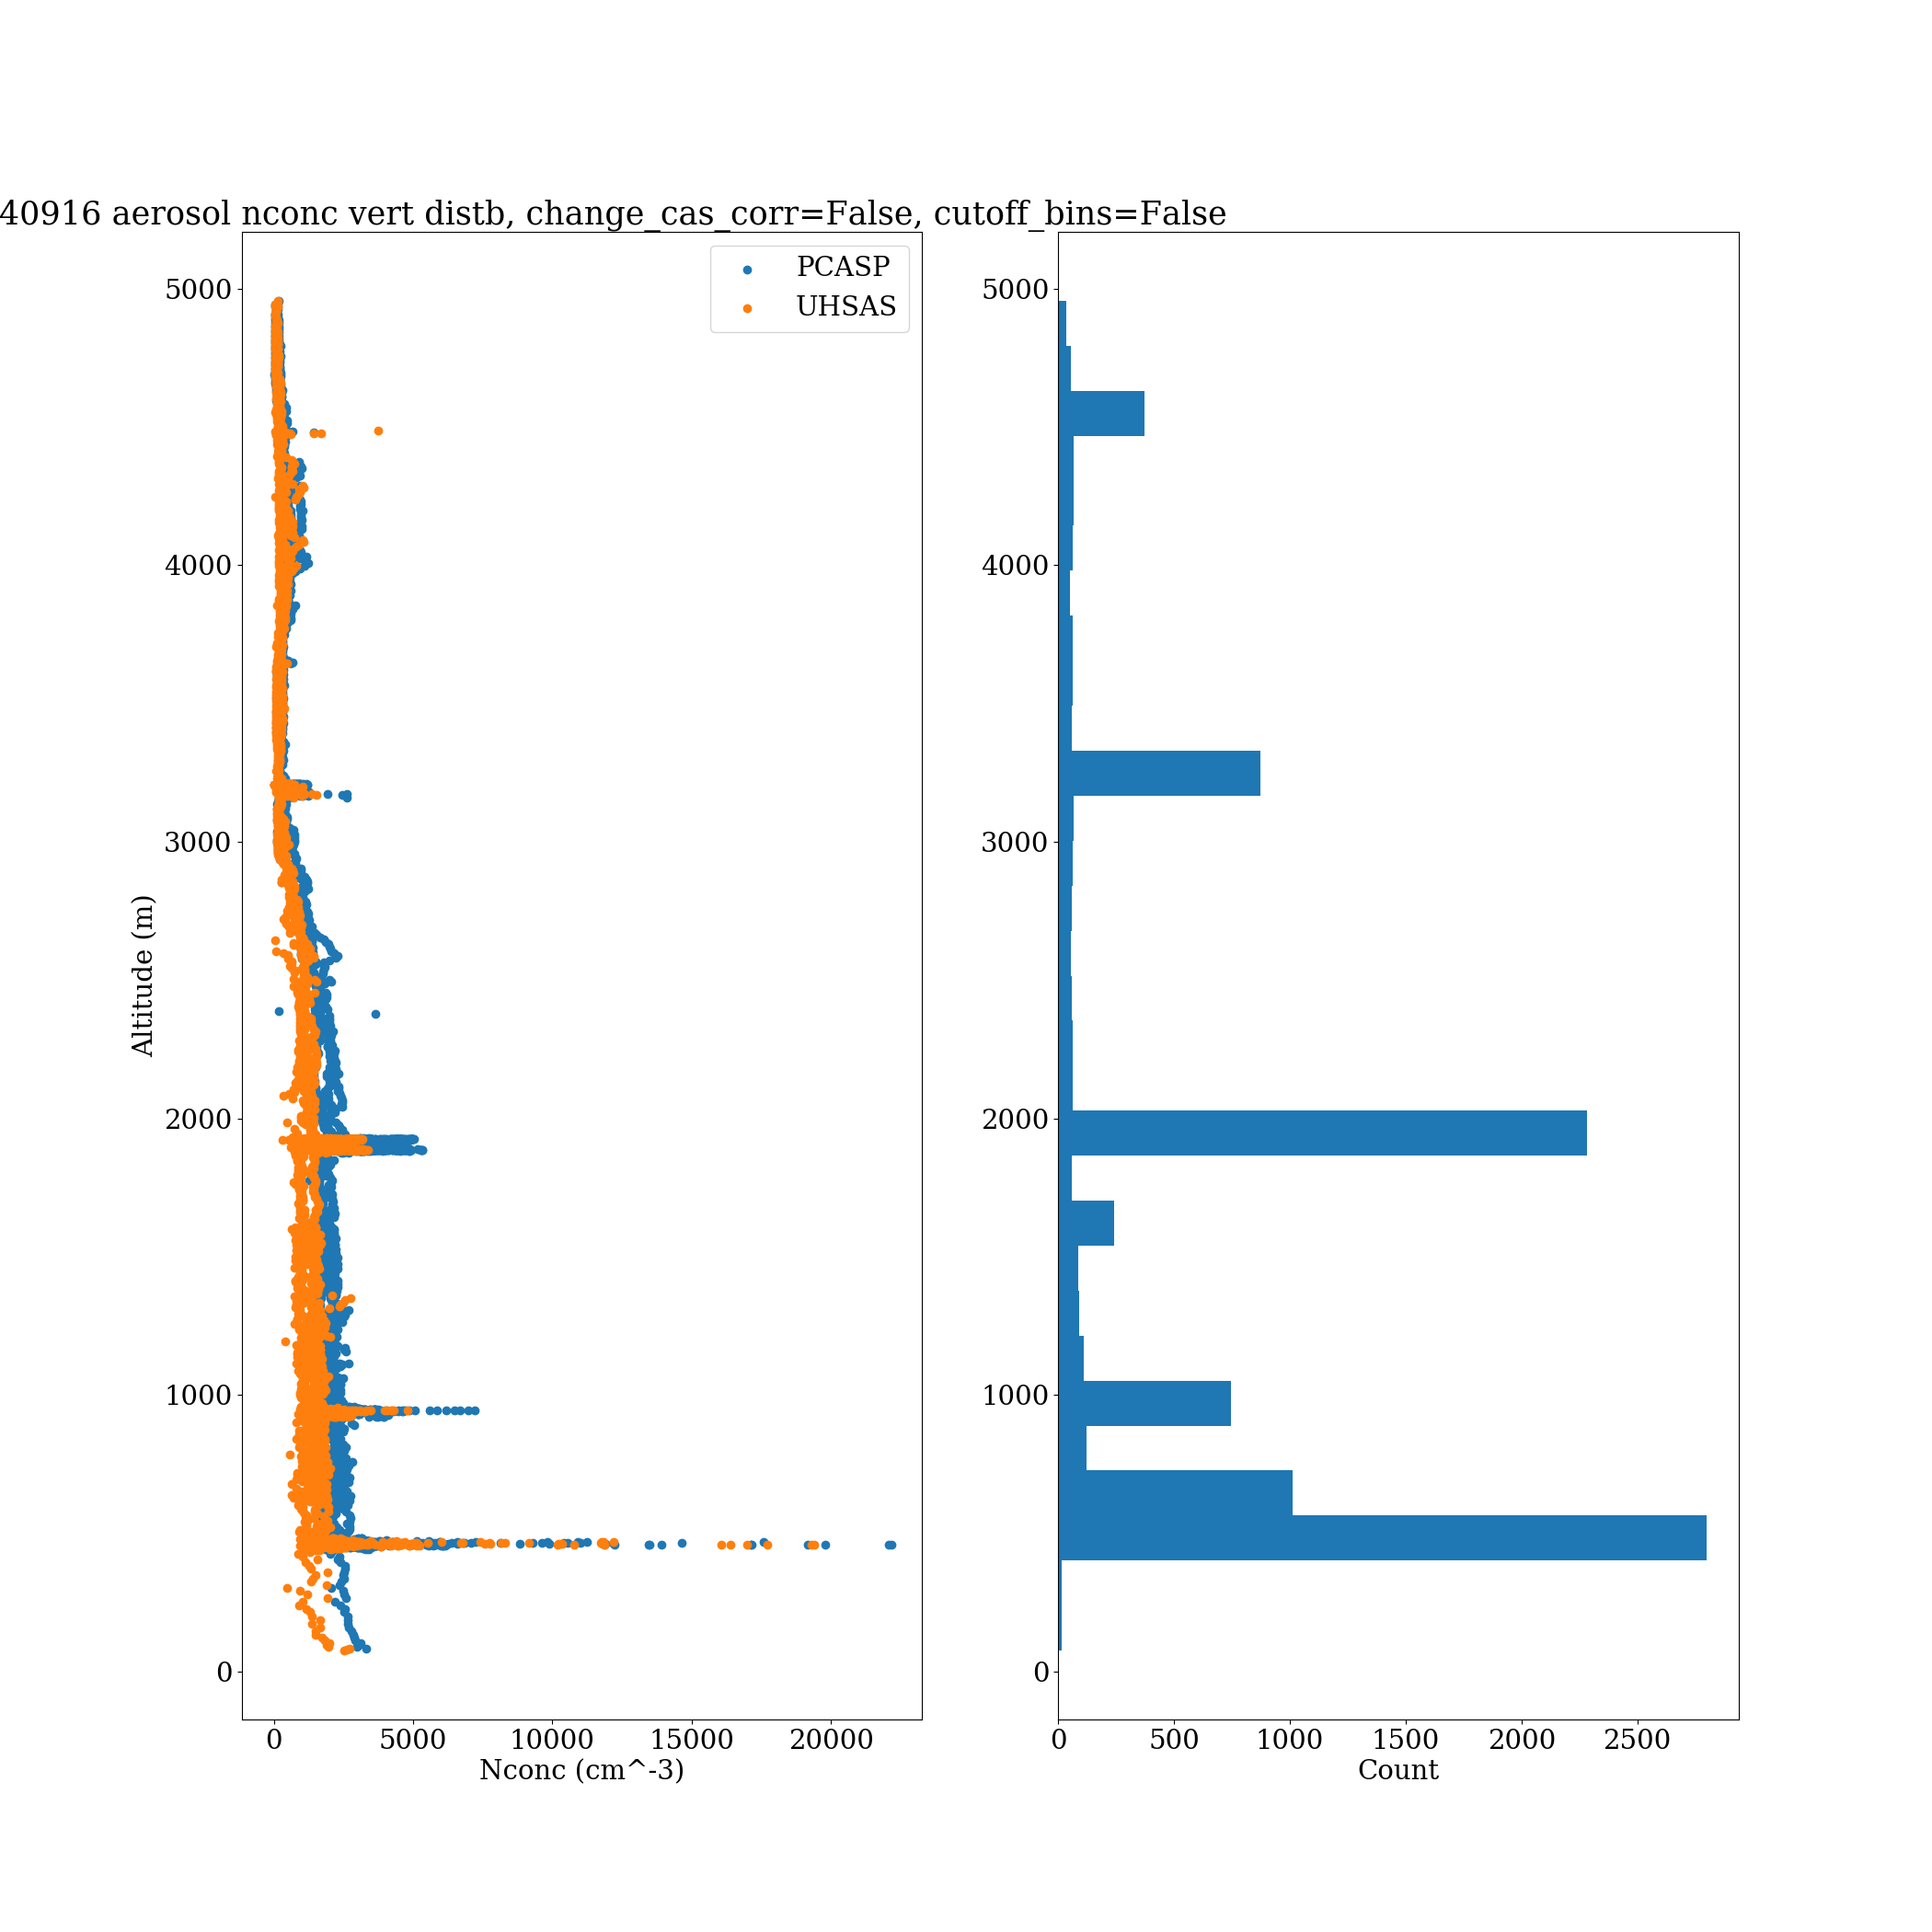 40916 aerosol nconc vert distb, change_cas_corr=False, cutoff_bins=False
PCASP
UHSAS
5000
4000
3000
2000
1000
0
Altitude (m)
0 5000 10000 15000 20000
Nconc (cm^-3)
5000
4000
3000
2000
1000
0
0 500 1000 1500 2000 2500
Count